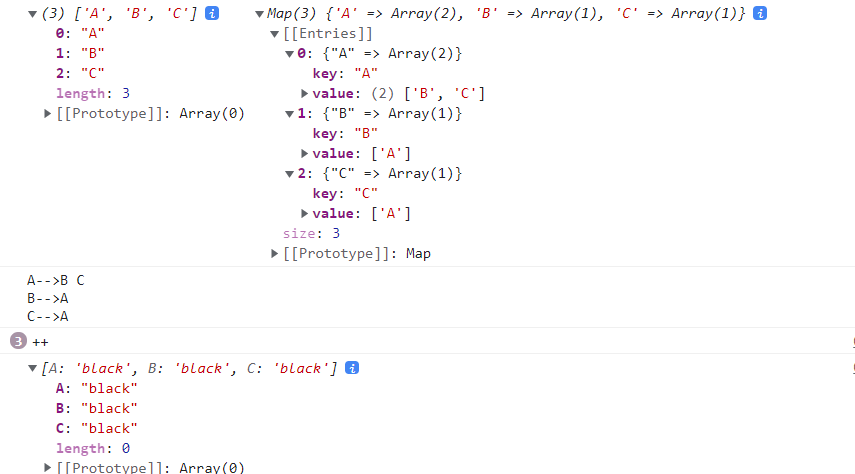 (3) ['A', 'B', 'C'] i
0: "A"
1: "B"
2: "C"
length: 3
[[Prototype]]: Array(0)
Map(3) {'A' => Array(2), 'B' => Array(1), 'C' => Array(1)} i
[[Entries]]
0: {"A" => Array(2)}
key: "A"
value: (2) ['B', 'C']
1: {"B" => Array(1)}
key: "B"
value: ['A']
2: {"C" => Array(1)}
key: "C"
value: ['A']
size: 3
[[Prototype]]: Map
A-->B C
B-->A
C-->A
3 ++
[A: 'black', B: 'black', C: 'black'] i
A: "black"
B: "black"
C: "black"
length: 0
[[Prototype]]: Array(0)